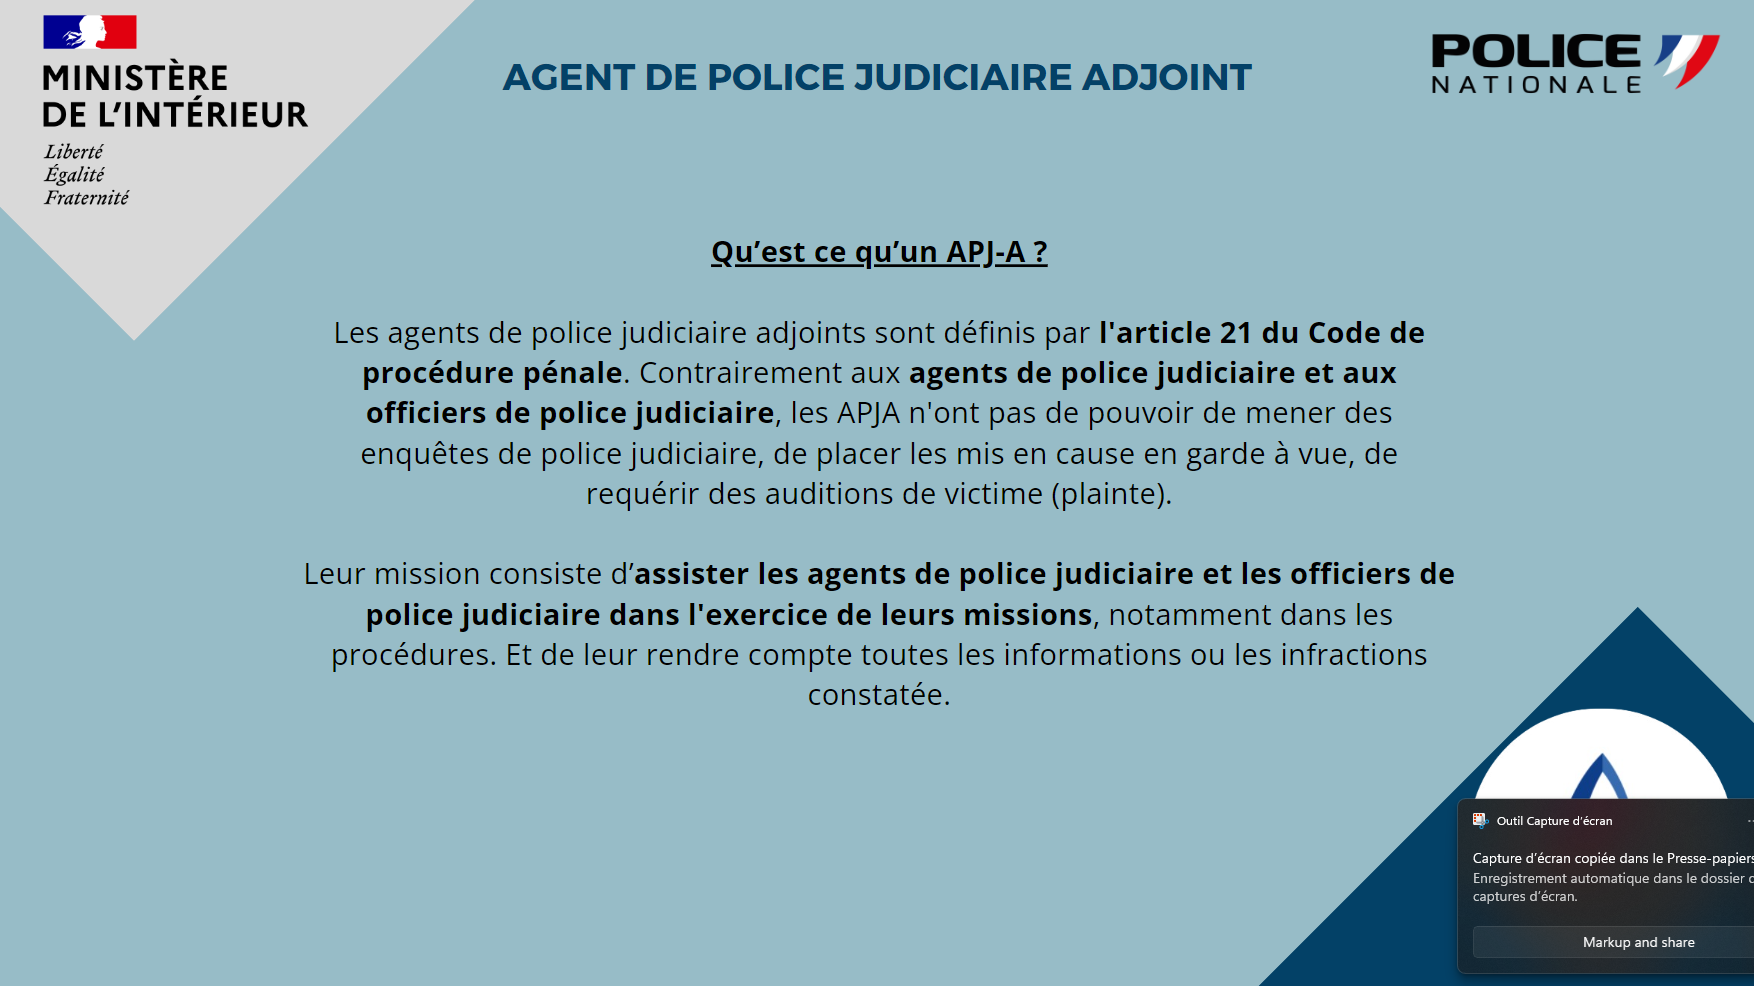 MINISTÈRE
DE L’INTÉRIEUR
Liberté
Égalité
Fraternité
AGENT DE POLICE JUDICIAIRE ADJOINT
POLICE
NATIONALE
Qu’est ce qu’un APJ-A ?
Les agents de police judiciaire adjoints sont définis par l'article 21 du Code de
procédure pénale. Contrairement aux agents de police judiciaire et aux
officiers de police judiciaire, les APJA n'ont pas de pouvoir de mener des
enquêtes de police judiciaire, de placer les mis en cause en garde à vue, de
requérir des auditions de victime (plainte).
Leur mission consiste d’assister les agents de police judiciaire et les officiers de
police judiciaire dans l'exercice de leurs missions, notamment dans les
procédures. Et de leur rendre compte toutes les informations ou les infractions
constatée.
Outil Capture d’écran
Capture d’écran copiée dans le Presse-papiers
Enregistrement automatique dans le dossier
captures d’écran.
Markup and share